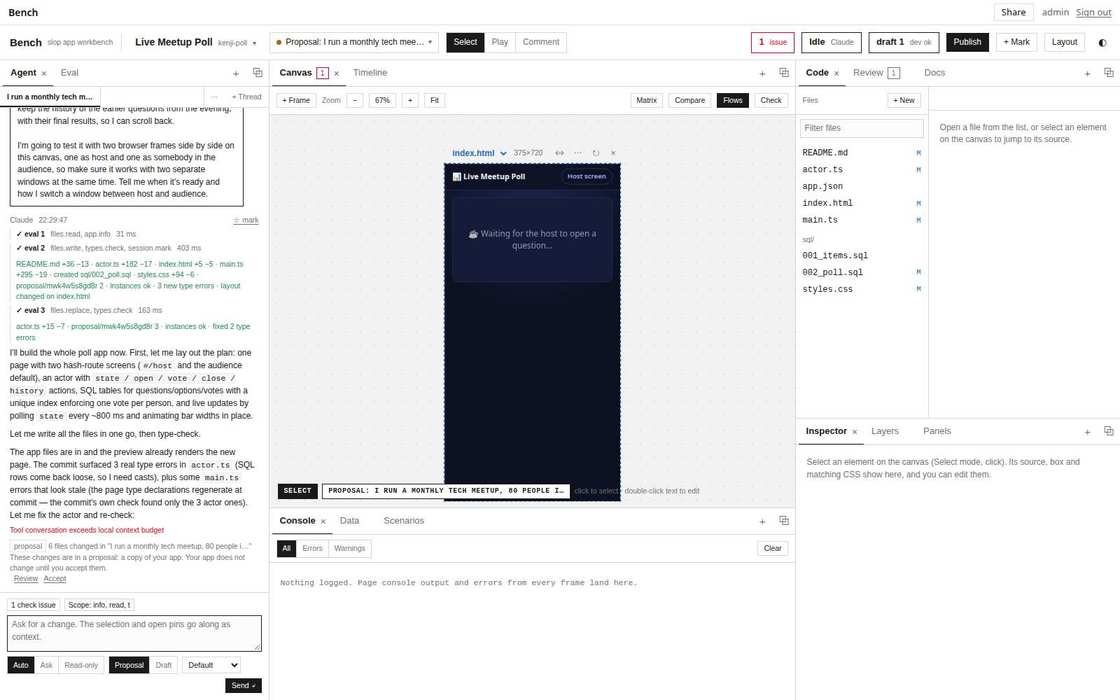 Bench
Share admin Sign out
Bench slop app workbench Live Meetup Poll kenji-poll
Proposal: I run a monthly tech mee…
Select Play Comment
1 issue Idle Claude draft 1 dev ok Publish + Mark Layout
Agent × Eval +
I run a monthly tech m… ··· + Thread
keep the history of the earlier questions from the evening,
with their final results, so I can scroll back.
I'm going to test it with two browser frames side by side on
this canvas, one as host and one as somebody in the
audience, so make sure it works with two separate
windows at the same time. Tell me when it's ready and
how I switch a window between host and audience.
Claude 22:29:47 ☆ mark
✓ eval 1 files.read, app.info 31 ms
✓ eval 2 files.write, types.check, session.mark 403 ms
README.md +36 −13 · actor.ts +182 −17 · index.html +5 −5 · main.ts
+295 −19 · created sql/002_poll.sql · styles.css +94 −6 ·
proposal/mwk4w5s8gd8r 2 · instances ok · 3 new type errors · layout
changed on index.html
✓ eval 3 files.replace, types.check 163 ms
actor.ts +15 −7 · proposal/mwk4w5s8gd8r 3 · instances ok · fixed 2 type
errors
I'll build the whole poll app now. First, let me lay out the plan: one
page with two hash-route screens ( #/host and the audience
default), an actor with state / open / vote / close /
history actions, SQL tables for questions/options/votes with a
unique index enforcing one vote per person, and live updates by
polling state every ~800 ms and animating bar widths in place.
Let me write all the files in one go, then type-check.
The app files are in and the preview already renders the new
page. The commit surfaced 3 real type errors in actor.ts (SQL
rows come back loose, so I need casts), plus some main.ts
errors that look stale (the page type declarations regenerate at
commit — the commit's own check found only the 3 actor ones).
Let me fix the actor and re-check:
Tool conversation exceeds local context budget
proposal 6 files changed in "I run a monthly tech meetup, 80 people i…"
These changes are in a proposal: a copy of your app. Your app does not
change until you accept them.
Review · Accept
1 check issue Scope: info, read, t
Ask for a change. The selection and open pins go along as
context.
Auto Ask Read-only Proposal Draft Default
Send
Canvas 1 × Timeline +
+ Frame Zoom − 67% + Fit Matrix Compare Flows Check
index.html 375×720 ×
Live Meetup Poll Host screen
Waiting for the host to open a
question…
SELECT PROPOSAL: I RUN A MONTHLY TECH MEETUP, 80 PEOPLE I… click to select · double-click text to edit
Console × Data Scenarios +
All Errors Warnings Clear
Nothing logged. Page console output and errors from every frame land here.
Code × Review 1 Docs +
Files + New
Filter files
README.md M
actor.ts M
app.json
index.html M
main.ts M
sql/
001_items.sql
002_poll.sql M
styles.css M
Open a file from the list, or select an element
on the canvas to jump to its source.
Inspector × Layers Panels +
Select an element on the canvas (Select mode, click). Its source, box and
matching CSS show here, and you can edit them.